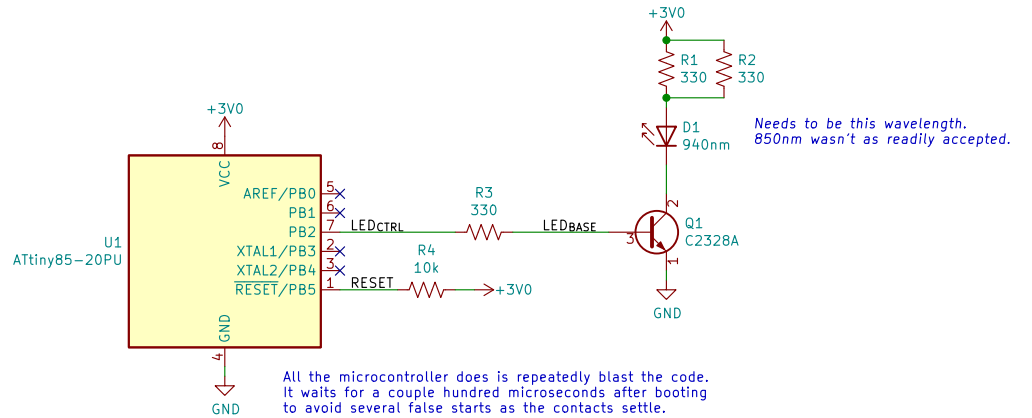 +3V0
R1
330
R2
330
Needs to be this wavelength.
850nm wasn't as readily accepted.
D1
940nm
+3V0
8
VCC
AREF/PB0 5
PB1 6
PB2 7
XTAL1/PB3 2
XTAL2/PB4 3
RESET/PB5 1
GND
4
U1
ATtiny85-20PU
LEDCTRL
R3
330
LEDBASE
3
2
1
Q1
C2328A
RESET
R4
10k
+3V0
GND
GND
All the microcontroller does is repeatedly blast the code.
It waits for a couple hundred microseconds after booting
to avoid several false starts as the contacts settle.